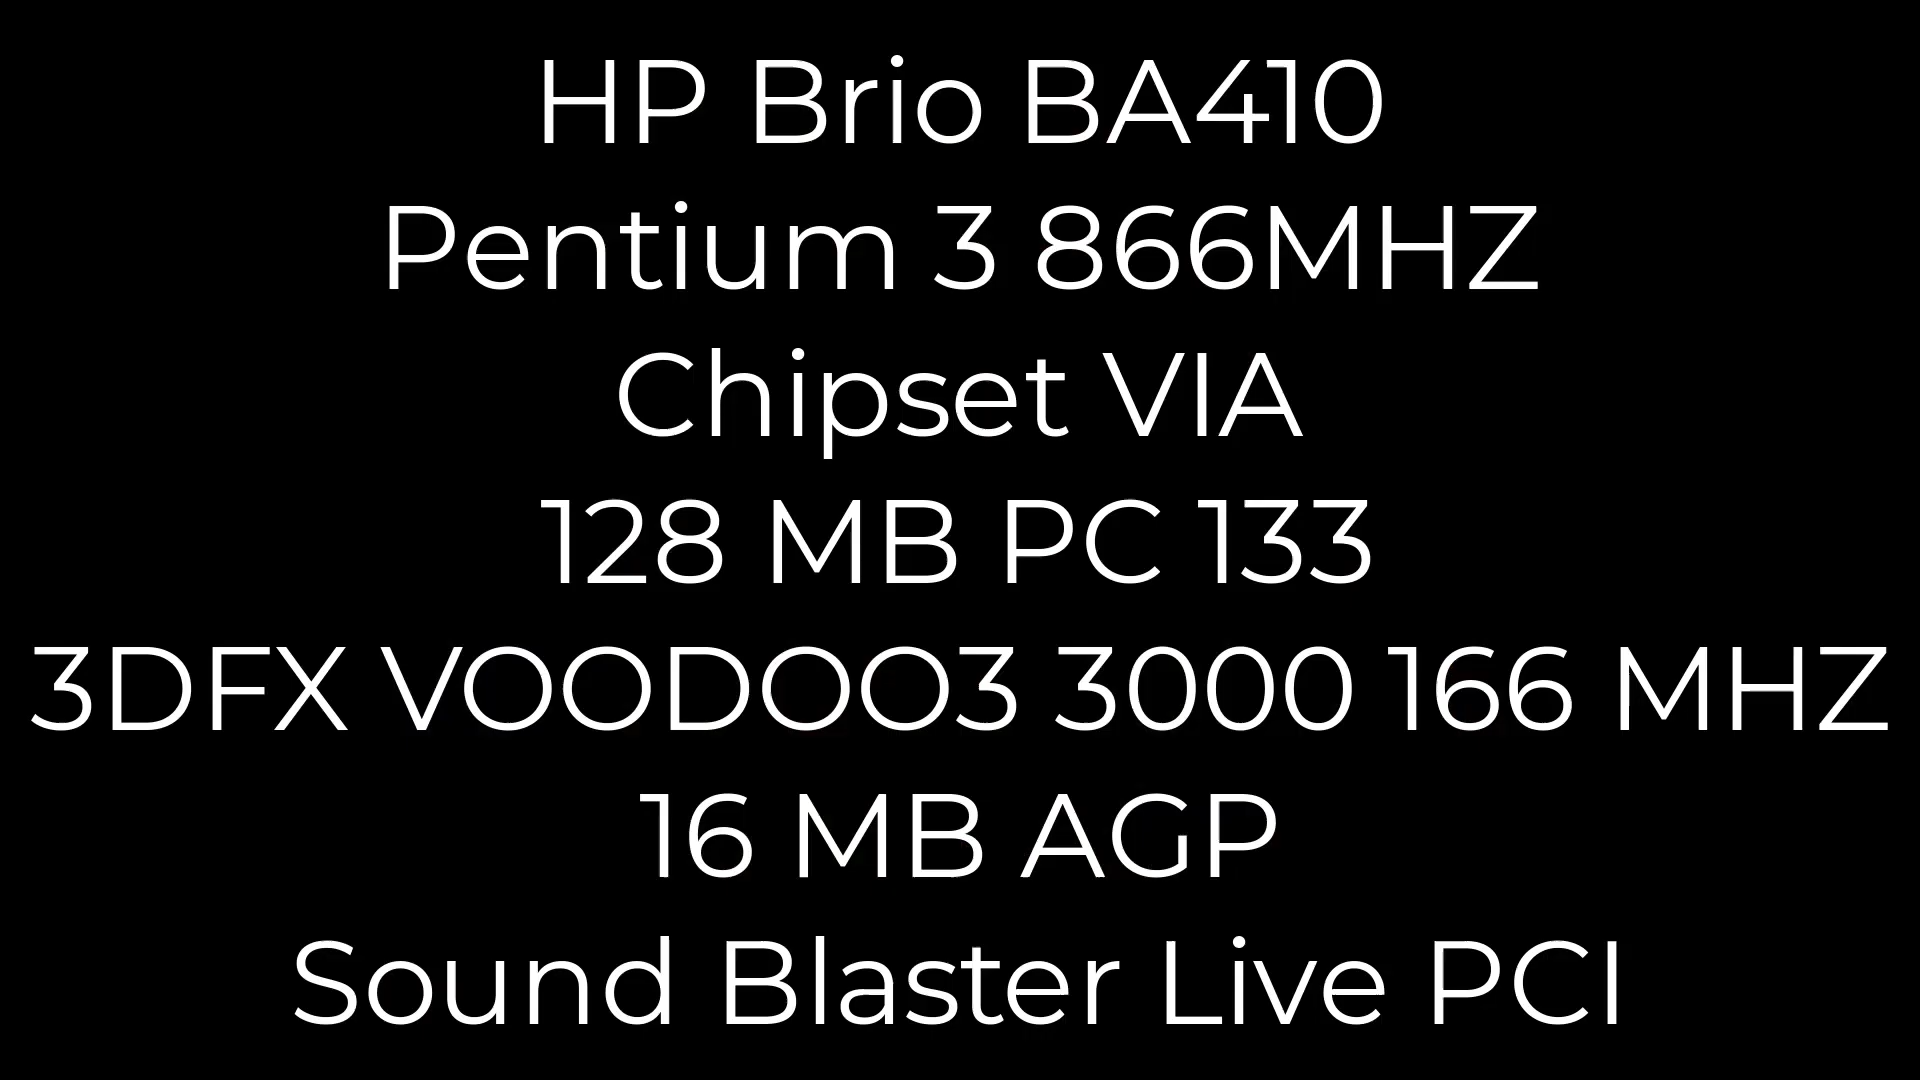 HP Brio BA410
Pentium 3 866MHZ
Chipset VIA
128 MB PC 133
3DFX VOODOO3 3000 166 MHZ
16 MB AGP
Sound Blaster Live PCI